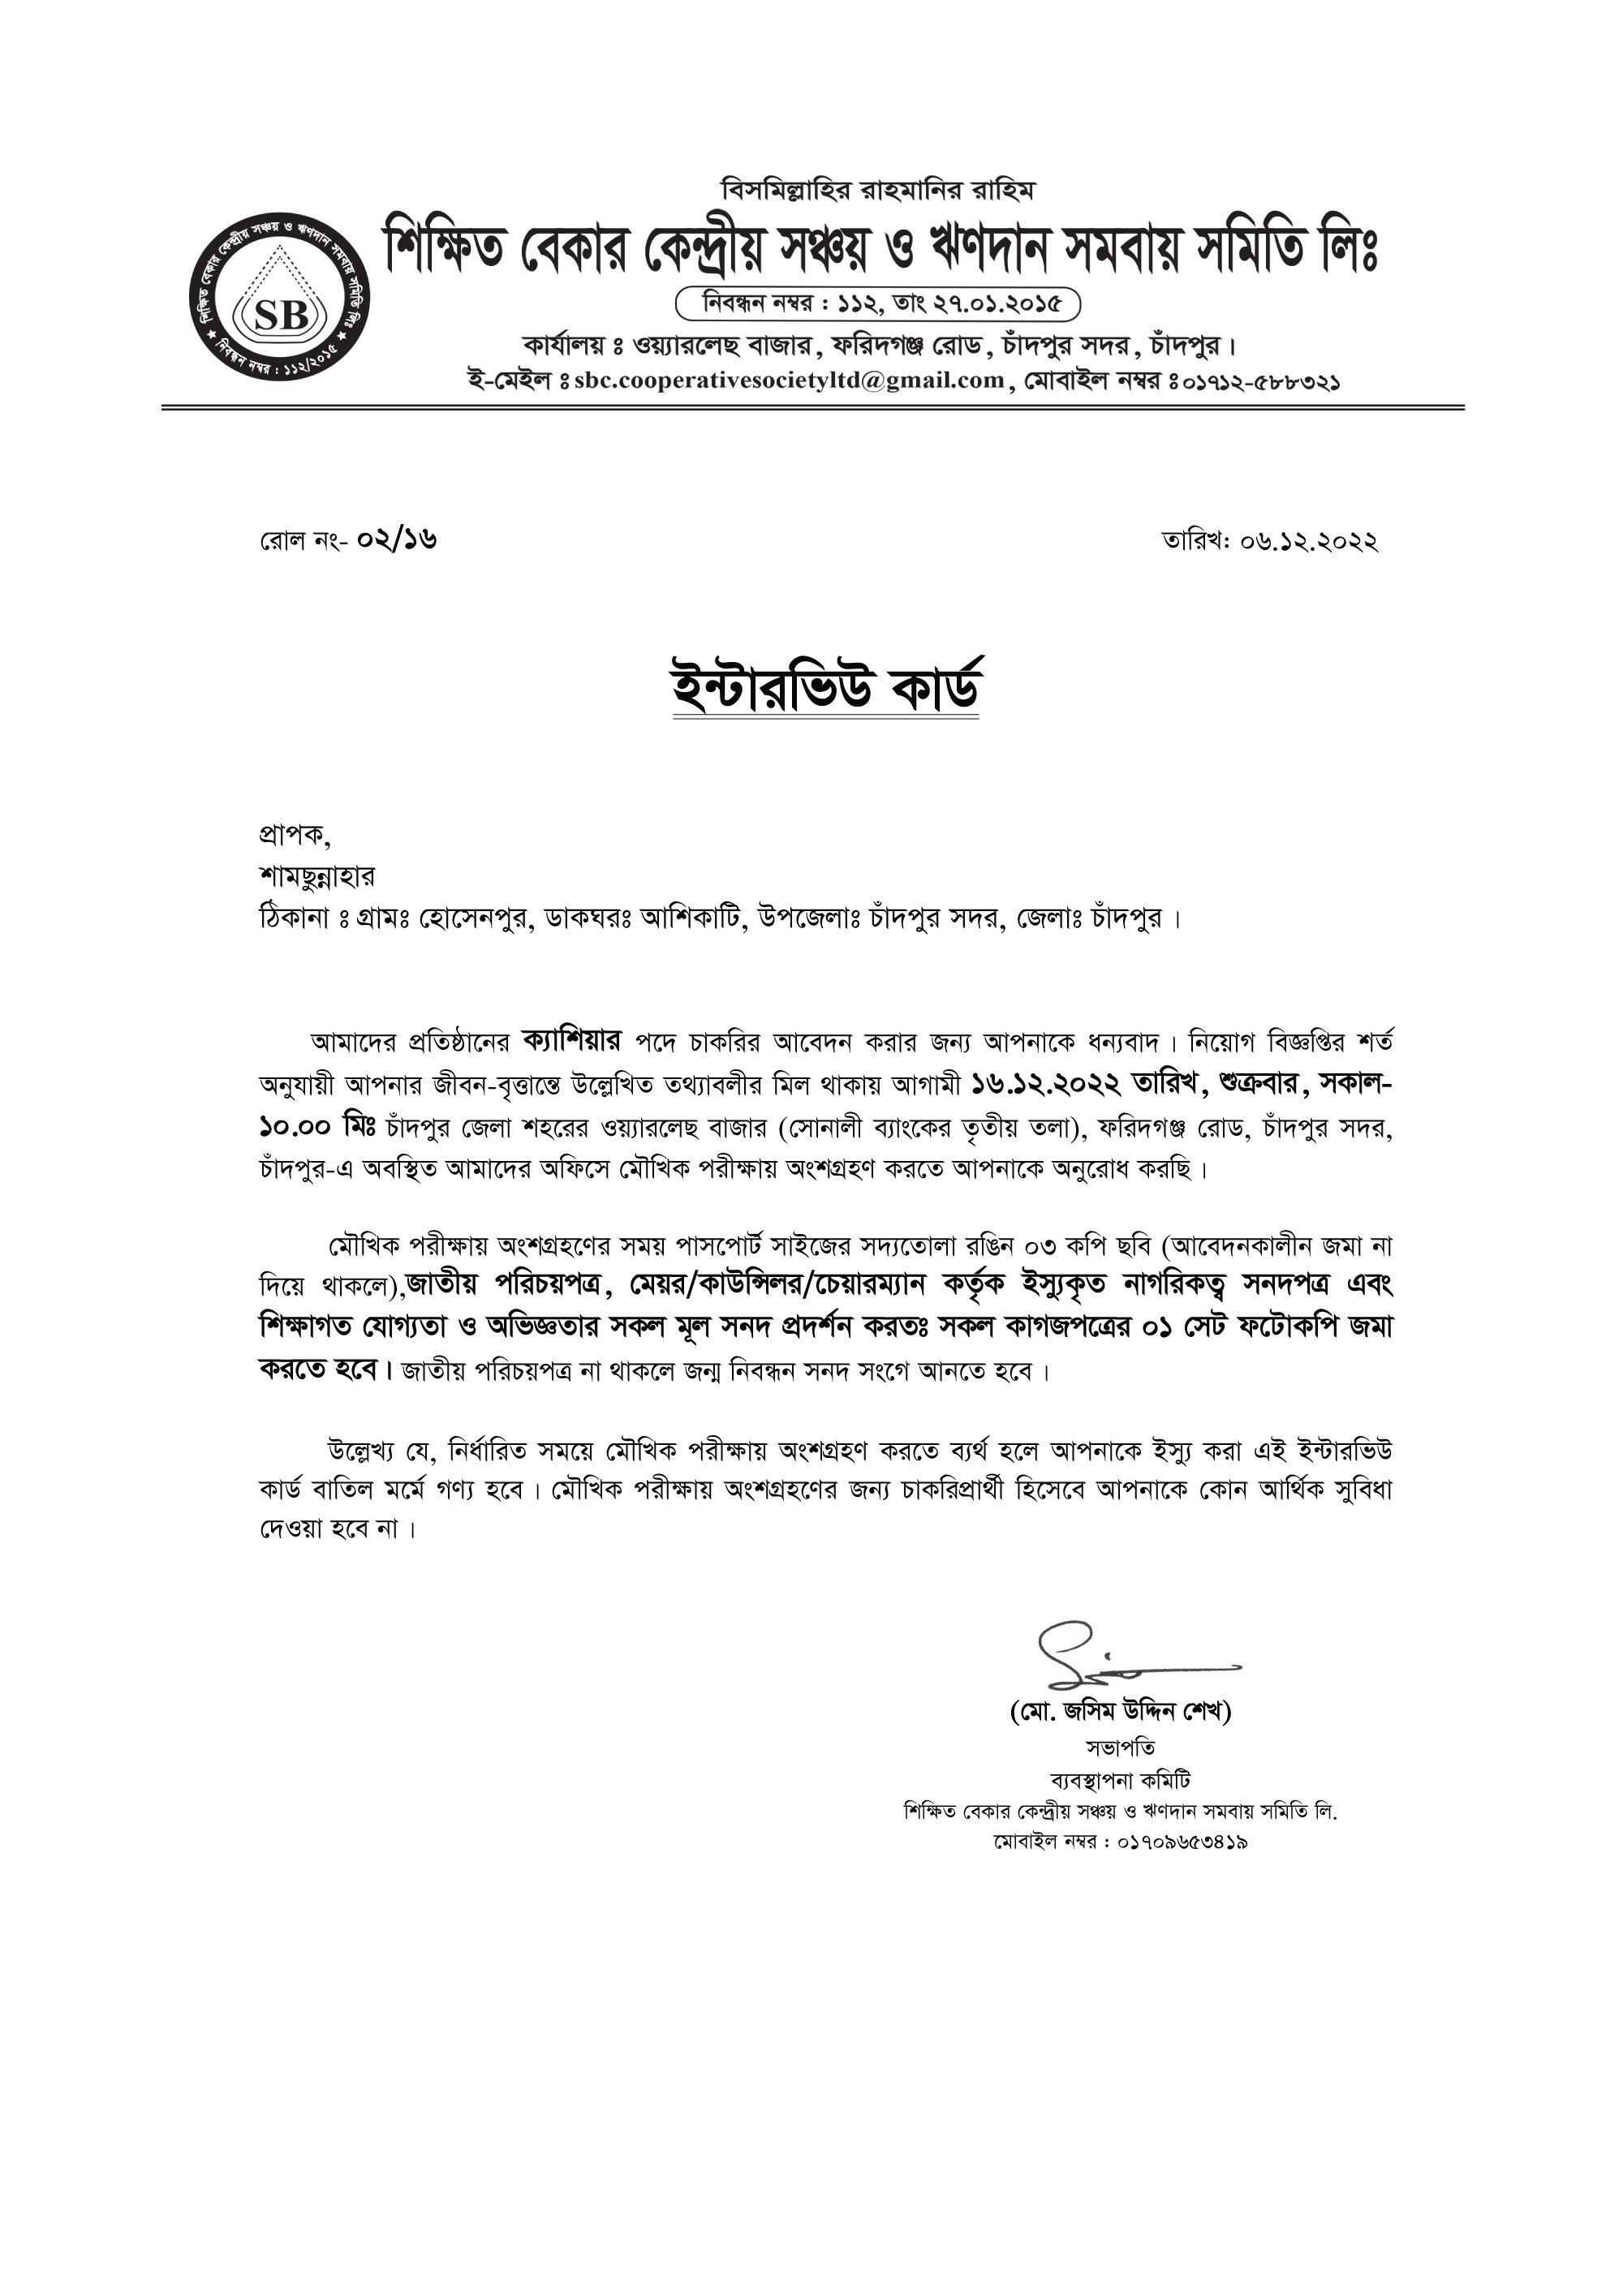 বিসমিল্লাহির রাহমানির রাহিম
শিক্ষিত বেকার কেন্দ্রীয় সঞ্চয় ও ঋণদান সমবায় সমিতি লিঃ
নিবন্ধন নম্বর : ১১২, তাং ২৭.০১.২০১৫
কার্যালয় ঃ ওয়্যারলেছ বাজার, ফরিদগঞ্জ রোড, চাঁদপুর সদর, চাঁদপুর।
ই-মেইল ঃ sbc.cooperativesocietyltd@gmail.com, মোবাইল নম্বর ঃ ০১৭১২-৫৮৮৩২১
শিক্ষিত বেকার কেন্দ্রীয় সঞ্চয় ও ঋণদান সমবায় সমিতি লিঃ
SB
★ নিবন্ধন নম্বর : ১১২/২০১৫ ★
রোল নং- ০২/১৬
তারিখ: ০৬.১২.২০২২
ইন্টারভিউ কার্ড
প্রাপক,
শামছুন্নাহার
ঠিকানা ঃ গ্রামঃ হোসেনপুর, ডাকঘরঃ আশিকাটি, উপজেলাঃ চাঁদপুর সদর, জেলাঃ চাঁদপুর।
আমাদের প্রতিষ্ঠানের ক্যাশিয়ার পদে চাকরির আবেদন করার জন্য আপনাকে ধন্যবাদ। নিয়োগ বিজ্ঞপ্তির শর্ত
অনুযায়ী আপনার জীবন-বৃত্তান্তে উল্লেখিত তথ্যাবলীর মিল থাকায় আগামী ১৬.১২.২০২২ তারিখ, শুক্রবার, সকাল-
১০.০০ মিঃ চাঁদপুর জেলা শহরের ওয়্যারলেছ বাজার (সোনালী ব্যাংকের তৃতীয় তলা), ফরিদগঞ্জ রোড, চাঁদপুর সদর,
চাঁদপুর-এ অবস্থিত আমাদের অফিসে মৌখিক পরীক্ষায় অংশগ্রহণ করতে আপনাকে অনুরোধ করছি।
মৌখিক পরীক্ষায় অংশগ্রহণের সময় পাসপোর্ট সাইজের সদ্যতোলা রঙিন ০৩ কপি ছবি (আবেদনকালীন জমা না
দিয়ে থাকলে),জাতীয় পরিচয়পত্র, মেয়র/কাউন্সিলর/চেয়ারম্যান কর্তৃক ইস্যুকৃত নাগরিকত্ব সনদপত্র এবং
শিক্ষাগত যোগ্যতা ও অভিজ্ঞতার সকল মূল সনদ প্রদর্শন করতঃ সকল কাগজপত্রের ০১ সেট ফটোকপি জমা
করতে হবে। জাতীয় পরিচয়পত্র না থাকলে জন্ম নিবন্ধন সনদ সংগে আনতে হবে।
উল্লেখ্য যে, নির্ধারিত সময়ে মৌখিক পরীক্ষায় অংশগ্রহণ করতে ব্যর্থ হলে আপনাকে ইস্যু করা এই ইন্টারভিউ
কার্ড বাতিল মর্মে গণ্য হবে। মৌখিক পরীক্ষায় অংশগ্রহণের জন্য চাকরিপ্রার্থী হিসেবে আপনাকে কোন আর্থিক সুবিধা
দেওয়া হবে না।
(মো. জসিম উদ্দিন শেখ)
সভাপতি
ব্যবস্থাপনা কমিটি
শিক্ষিত বেকার কেন্দ্রীয় সঞ্চয় ও ঋণদান সমবায় সমিতি লি.
মোবাইল নম্বর : ০১৭০৯৬৫৩৪১৯